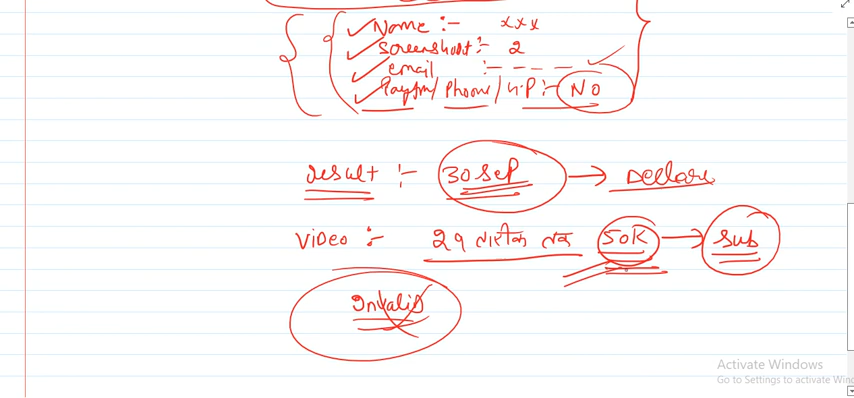 Name :- xxx
Screenshot :- 2
email :- - - - -
Paytm / Phone / G.P :- NO
result :- 30 Sep → Declare
Video :- 29 तारीक तक 50K → Sub
Invalid
Activate Windows
Go to Settings to activate Win